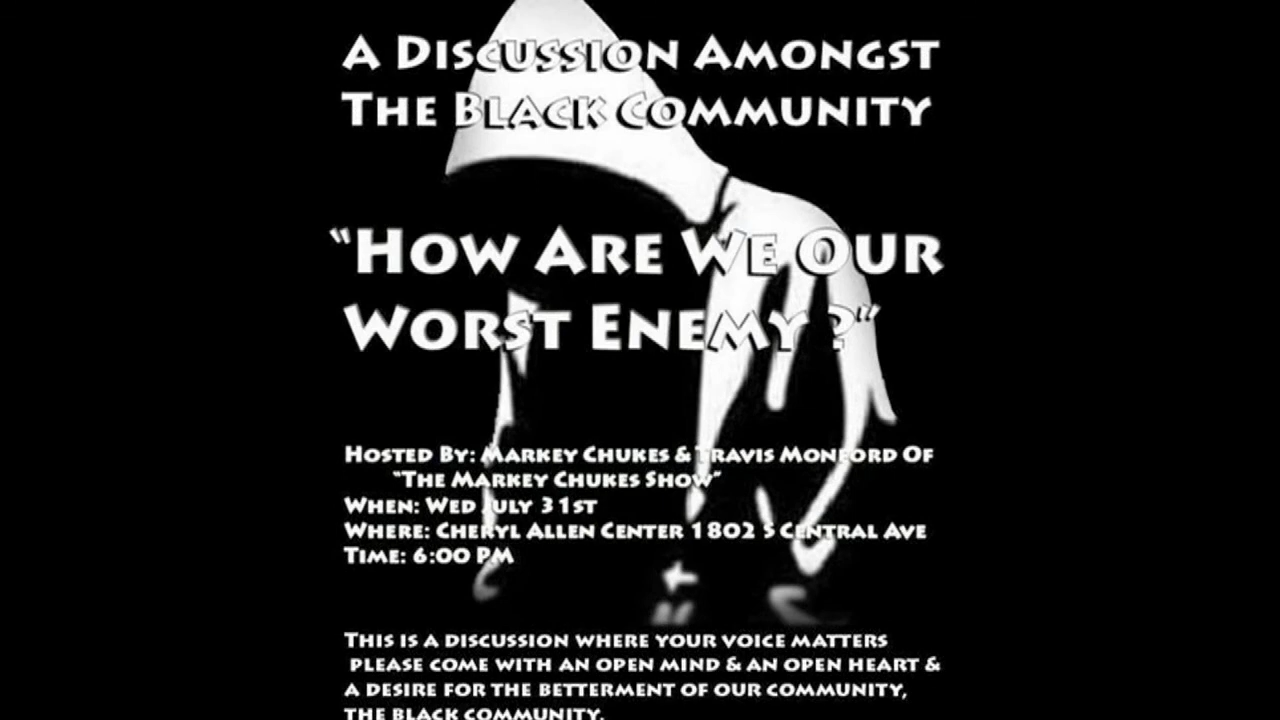 A Discussion Amongst
The Black Community
"How Are We Our
Worst Enemy ?"
Hosted By: Markey Chukes & Travis Monford Of
"The Markey Chukes Show"
When: Wed July 31st
Where: Cheryl Allen Center 1802 S Central Ave
Time: 6:00 PM
This is a discussion where your voice matters
please come with an open mind & an open heart &
a desire for the betterment of our community,
the black community.